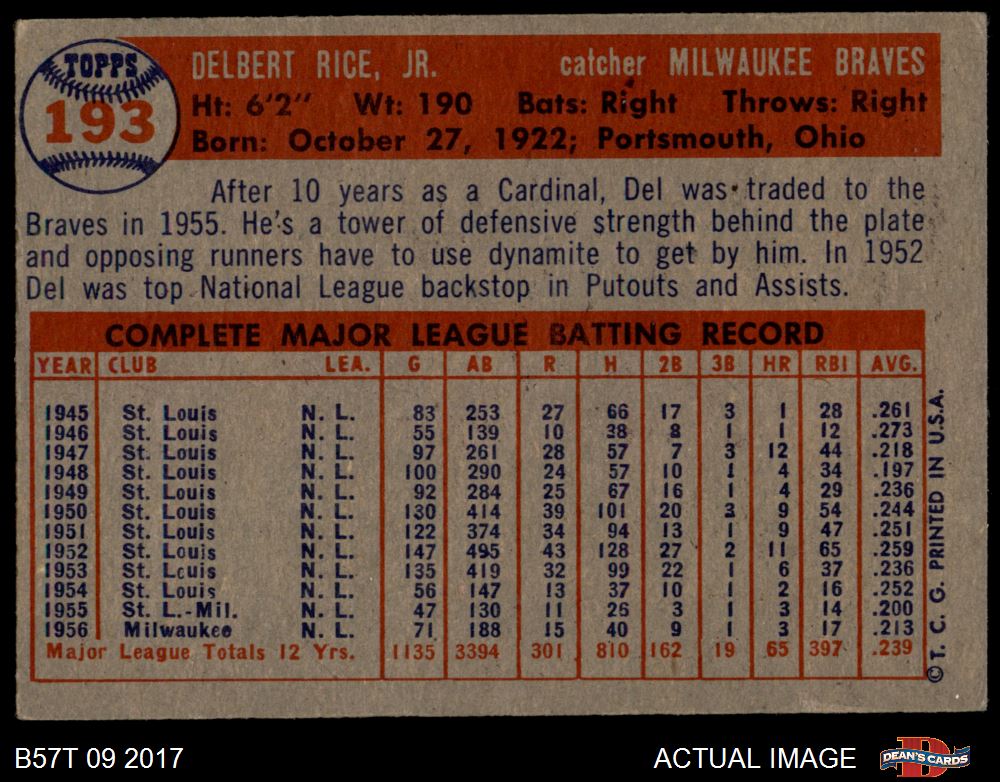 TOPPS
193
DELBERT RICE, JR. catcher MILWAUKEE BRAVES
Ht: 6'2" Wt: 190 Bats: Right Throws: Right
Born: October 27, 1922; Portsmouth, Ohio
After 10 years as a Cardinal, Del was traded to the
Braves in 1955. He's a tower of defensive strength behind the plate
and opposing runners have to use dynamite to get by him. In 1952
Del was top National League backstop in Putouts and Assists.
COMPLETE MAJOR LEAGUE BATTING RECORD
YEAR CLUB LEA. G AB R H 2B 3B HR RBI AVG.
1945 St. Louis N. L. 83 253 27 66 17 3 1 28 .261
1946 St. Louis N. L. 55 139 10 38 8 1 1 12 .273
1947 St. Louis N. L. 97 261 28 57 7 3 12 44 .218
1948 St. Louis N. L. 100 290 24 57 10 1 4 34 .197
1949 St. Louis N. L. 92 284 25 67 16 1 4 29 .236
1950 St. Louis N. L. 130 414 39 101 20 3 9 54 .244
1951 St. Louis N. L. 122 374 34 94 13 1 9 47 .251
1952 St. Louis N. L. 147 495 43 128 27 2 11 65 .259
1953 St. Louis N. L. 135 419 32 99 22 1 6 37 .236
1954 St. Louis N. L. 56 147 13 37 10 1 2 16 .252
1955 St. L.-Mil. N. L. 47 130 11 26 3 1 3 14 .200
1956 Milwaukee N. L. 71 188 15 40 9 1 3 17 .213
Major League Totals 12 Yrs. 1135 3394 301 810 162 19 65 397 .239
©T. C. G. PRINTED IN U.S.A.
B57T 09 2017 ACTUAL IMAGE
D
DEAN'S CARDS